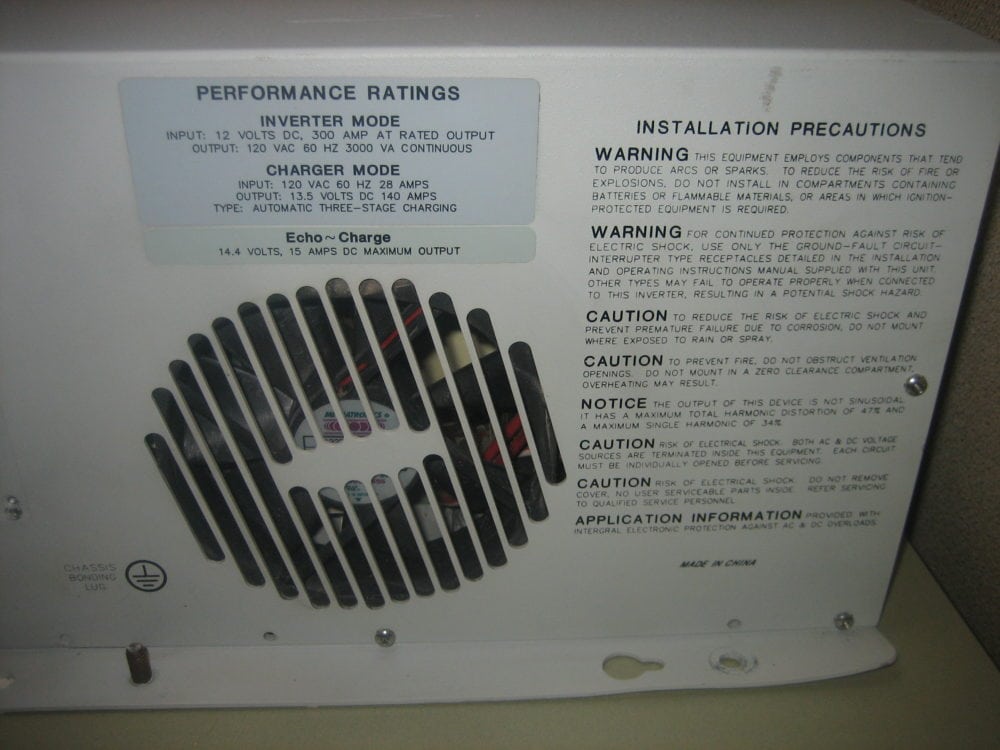 PERFORMANCE RATINGS
INVERTER MODE
INPUT: 12 VOLTS DC, 300 AMP AT RATED OUTPUT
OUTPUT: 120 VAC 60 HZ 3000 VA CONTINUOUS
CHARGER MODE
INPUT: 120 VAC 60 HZ 28 AMPS
OUTPUT: 13.5 VOLTS DC 140 AMPS
TYPE: AUTOMATIC THREE-STAGE CHARGING
Echo~Charge
14.4 VOLTS, 15 AMPS DC MAXIMUM OUTPUT
INSTALLATION PRECAUTIONS
WARNING THIS EQUIPMENT EMPLOYS COMPONENTS THAT TEND
TO PRODUCE ARCS OR SPARKS. TO REDUCE THE RISK OF FIRE OR
EXPLOSIONS, DO NOT INSTALL IN COMPARTMENTS CONTAINING
BATTERIES OR FLAMMABLE MATERIALS, OR AREAS IN WHICH IGNITION-
PROTECTED EQUIPMENT IS REQUIRED.
WARNING FOR CONTINUED PROTECTION AGAINST RISK OF
ELECTRIC SHOCK, USE ONLY THE GROUND-FAULT CIRCUIT-
INTERRUPTER TYPE RECEPTACLES DETAILED IN THE INSTALLATION
AND OPERATING INSTRUCTIONS MANUAL SUPPLIED WITH THIS UNIT.
OTHER TYPES MAY FAIL TO OPERATE PROPERLY WHEN CONNECTED
TO THIS INVERTER, RESULTING IN A POTENTIAL SHOCK HAZARD.
CAUTION TO REDUCE THE RISK OF ELECTRIC SHOCK AND
PREVENT PREMATURE FAILURE DUE TO CORROSION, DO NOT MOUNT
WHERE EXPOSED TO RAIN OR SPRAY.
CAUTION TO PREVENT FIRE, DO NOT OBSTRUCT VENTILATION
OPENINGS. DO NOT MOUNT IN A ZERO CLEARANCE COMPARTMENT,
OVERHEATING MAY RESULT.
NOTICE THE OUTPUT OF THIS DEVICE IS NOT SINUSOIDAL.
IT HAS A MAXIMUM TOTAL HARMONIC DISTORTION OF 47% AND
A MAXIMUM SINGLE HARMONIC OF 34%
CAUTION RISK OF ELECTRICAL SHOCK. BOTH AC & DC VOLTAGE
SOURCES ARE TERMINATED INSIDE THIS EQUIPMENT. EACH CIRCUIT
MUST BE INDIVIDUALLY OPENED BEFORE SERVICING.
CAUTION RISK OF ELECTRICAL SHOCK. DO NOT REMOVE
COVER, NO USER SERVICEABLE PARTS INSIDE. REFER SERVICING
TO QUALIFIED SERVICE PERSONNEL
APPLICATION INFORMATION PROVIDED WITH
INTERGRAL ELECTRONIC PROTECTION AGAINST AC & DC OVERLOADS.
MADE IN CHINA
CHASSIS
BONDING
LUG